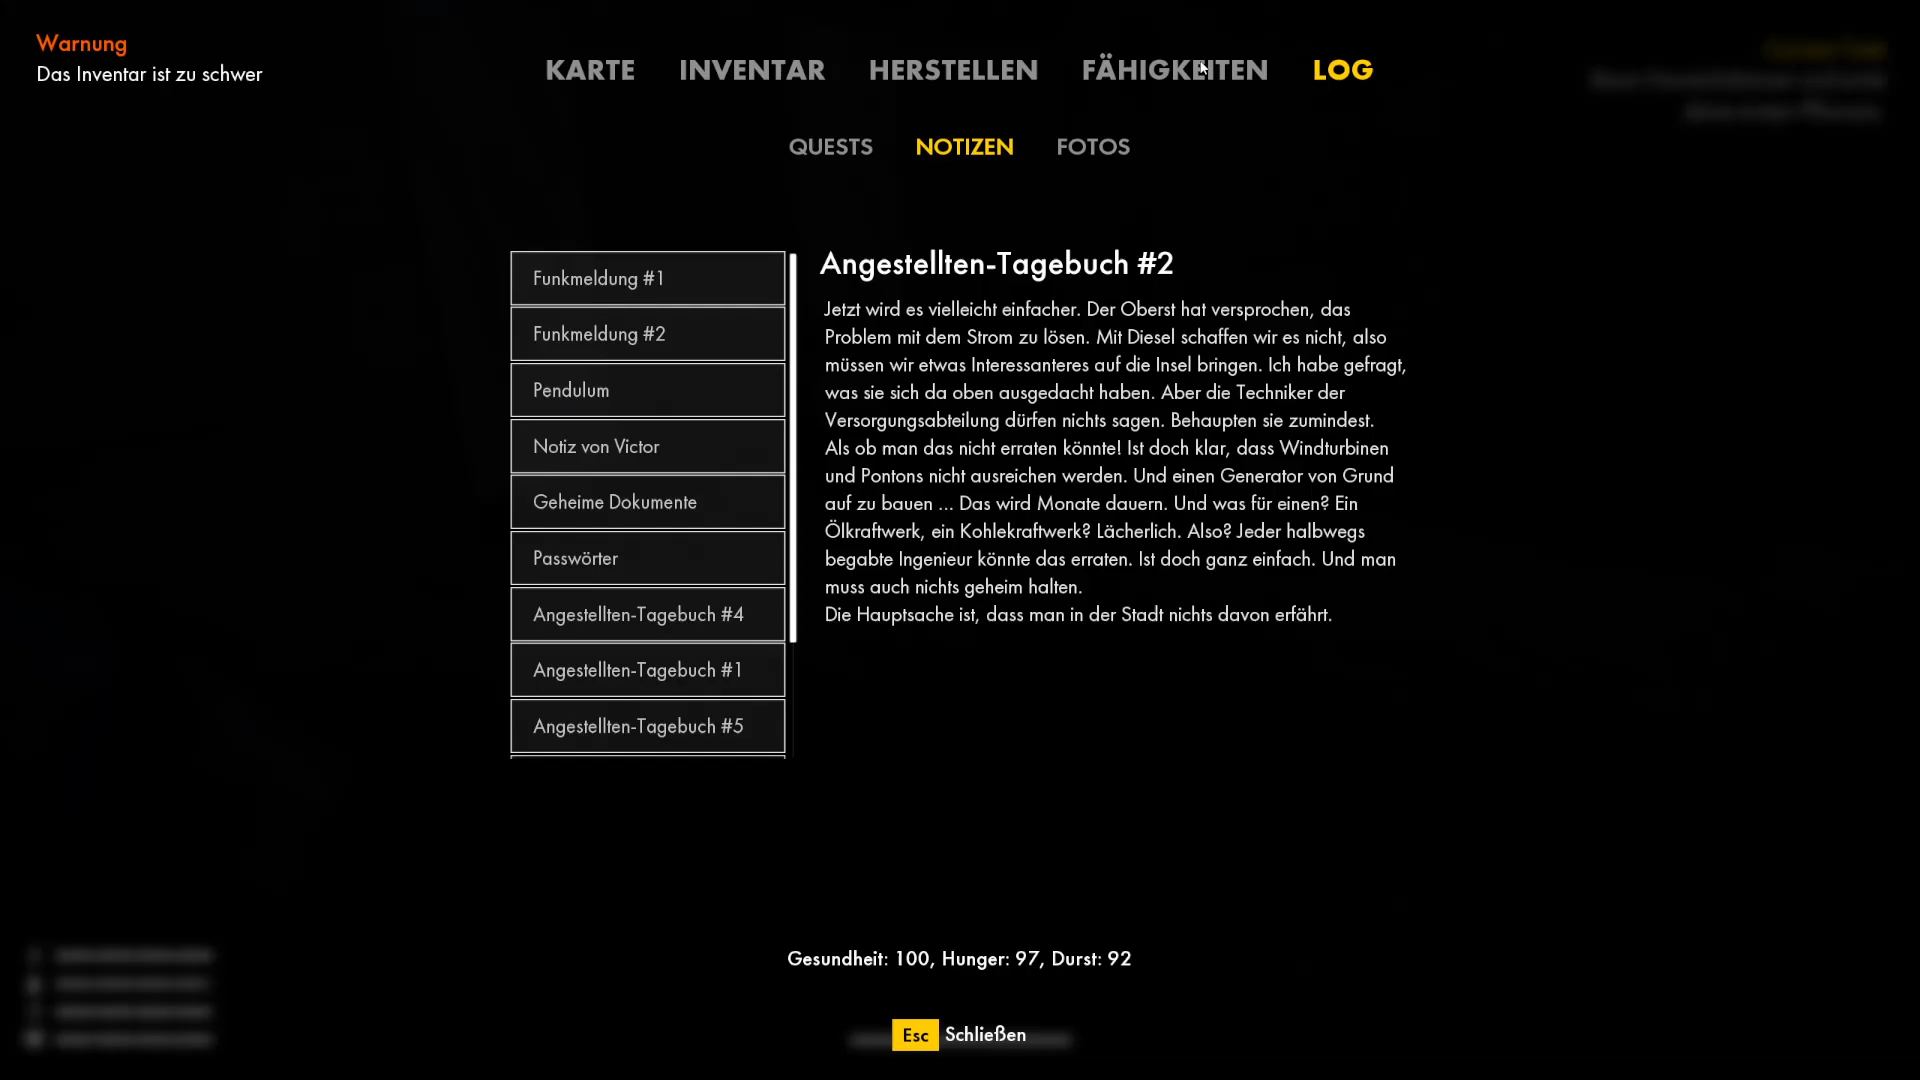 Warnung
Das Inventar ist zu schwer
KARTE INVENTAR HERSTELLEN FÄHIGKEITEN LOG
QUESTS NOTIZEN FOTOS
Funkmeldung #1
Funkmeldung #2
Pendulum
Notiz von Victor
Geheime Dokumente
Passwörter
Angestellten-Tagebuch #4
Angestellten-Tagebuch #1
Angestellten-Tagebuch #5
Angestellten-Tagebuch #2
Jetzt wird es vielleicht einfacher. Der Oberst hat versprochen, das
Problem mit dem Strom zu lösen. Mit Diesel schaffen wir es nicht, also
müssen wir etwas Interessanteres auf die Insel bringen. Ich habe gefragt,
was sie sich da oben ausgedacht haben. Aber die Techniker der
Versorgungsabteilung dürfen nichts sagen. Behaupten sie zumindest.
Als ob man das nicht erraten könnte! Ist doch klar, dass Windturbinen
und Pontons nicht ausreichen werden. Und einen Generator von Grund
auf zu bauen ... Das wird Monate dauern. Und was für einen? Ein
Ölkraftwerk, ein Kohlekraftwerk? Lächerlich. Also? Jeder halbwegs
begabte Ingenieur könnte das erraten. Ist doch ganz einfach. Und man
muss auch nichts geheim halten.
Die Hauptsache ist, dass man in der Stadt nichts davon erfährt.
Gesundheit: 100, Hunger: 97, Durst: 92
Esc Schließen